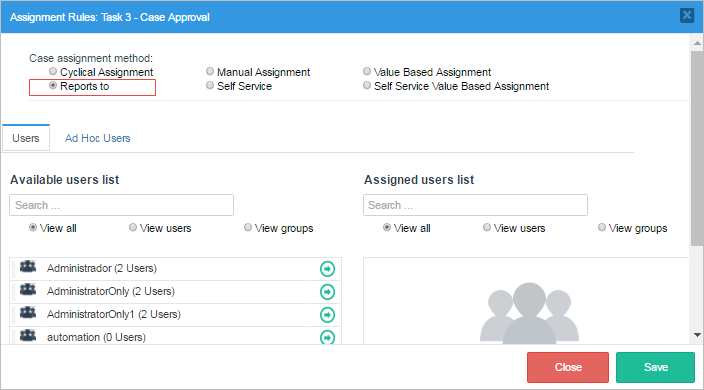 Assignment Rules: Task 3 - Case Approval
Case assignment method:
Cyclical Assignment Manual Assignment Value Based Assignment
Reports to Self Service Self Service Value Based Assignment
Users Ad Hoc Users
Available users list Assigned users list
Search ... Search ...
View all View users View groups View all View users View groups
Administrador (2 Users)
AdministratorOnly (2 Users)
AdministratorOnly1 (2 Users)
automation (0 Users)
Close Save